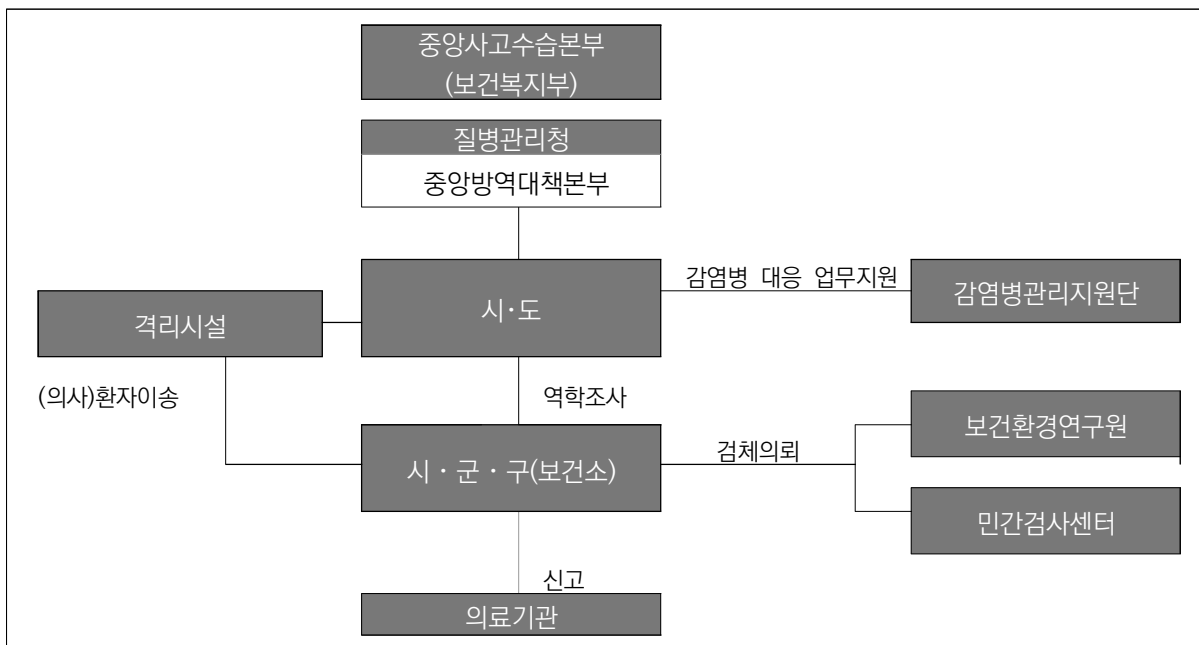 중앙사고수습본부
(보건복지부)
질병관리청
중앙방역대책본부
시·도
감염병 대응 업무지원
감염병관리지원단
격리시설
(의사)환자이송
역학조사
시·군·구(보건소)
검체의뢰
보건환경연구원
민간검사센터
신고
의료기관